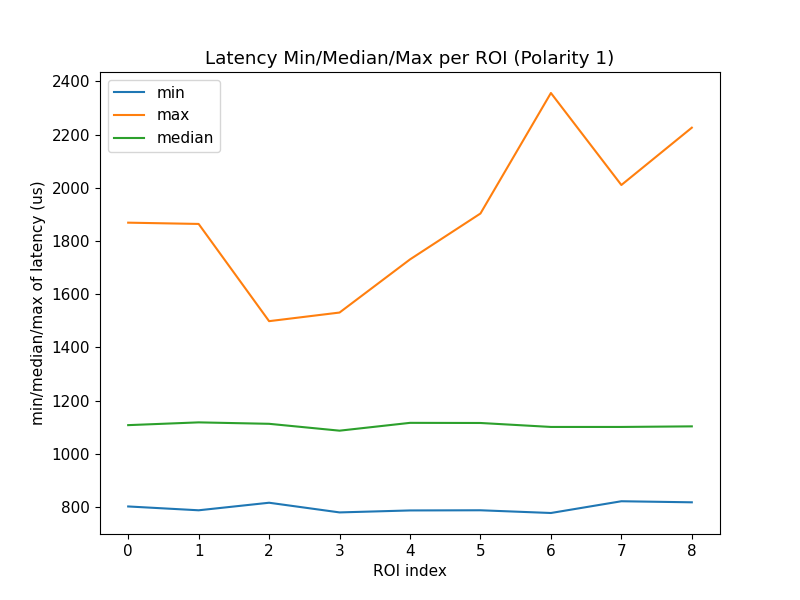 Latency Min/Median/Max per ROI (Polarity 1)
min
max
median
min/median/max of latency (us)
2400
2200
2000
1800
1600
1400
1200
1000
800
0 1 2 3 4 5 6 7 8
ROI index